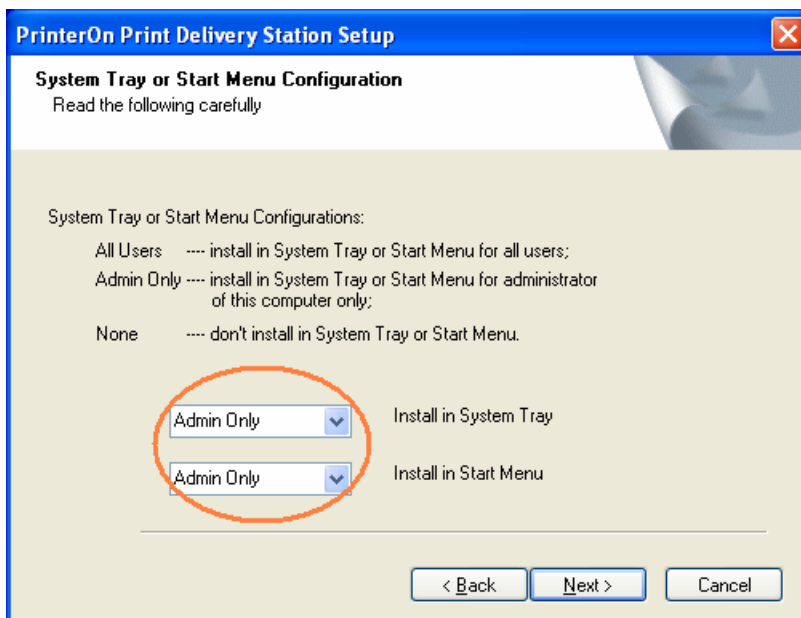 PrinterOn Print Delivery Station Setup
System Tray or Start Menu Configuration
Read the following carefully
System Tray or Start Menu Configurations:
All Users ---- install in System Tray or Start Menu for all users;
Admin Only ---- install in System Tray or Start Menu for administrator
of this computer only;
None ---- don't install in System Tray or Start Menu.
Admin Only Install in System Tray
Admin Only Install in Start Menu
< Back Next > Cancel